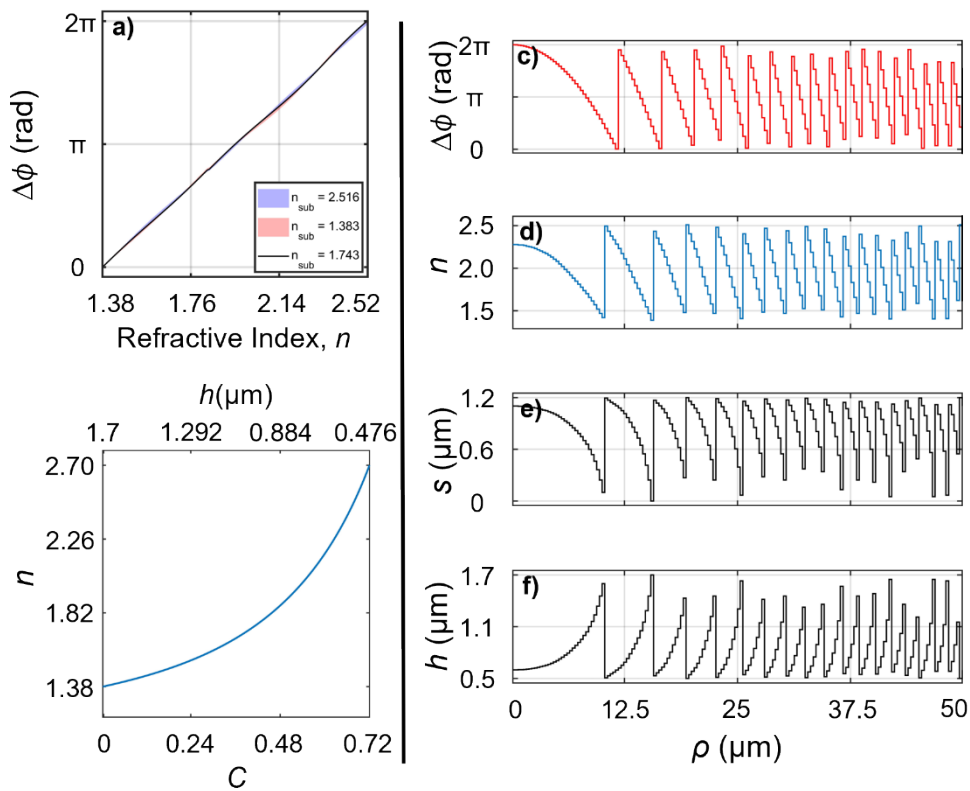 a)
Δϕ (rad)
2π
π
0
n_sub = 2.516
n_sub = 1.383
n_sub = 1.743
1.38 1.76 2.14 2.52
Refractive Index, n
h(μm)
1.7 1.292 0.884 0.476
n
2.70
2.26
1.82
1.38
0 0.24 0.48 0.72
C
c)
Δϕ (rad)
2π
π
0
d)
n
2.5
2.0
1.5
e)
s (μm)
1.2
0.6
0
f)
h (μm)
1.7
1.1
0.5
0 12.5 25 37.5 50
ρ (μm)